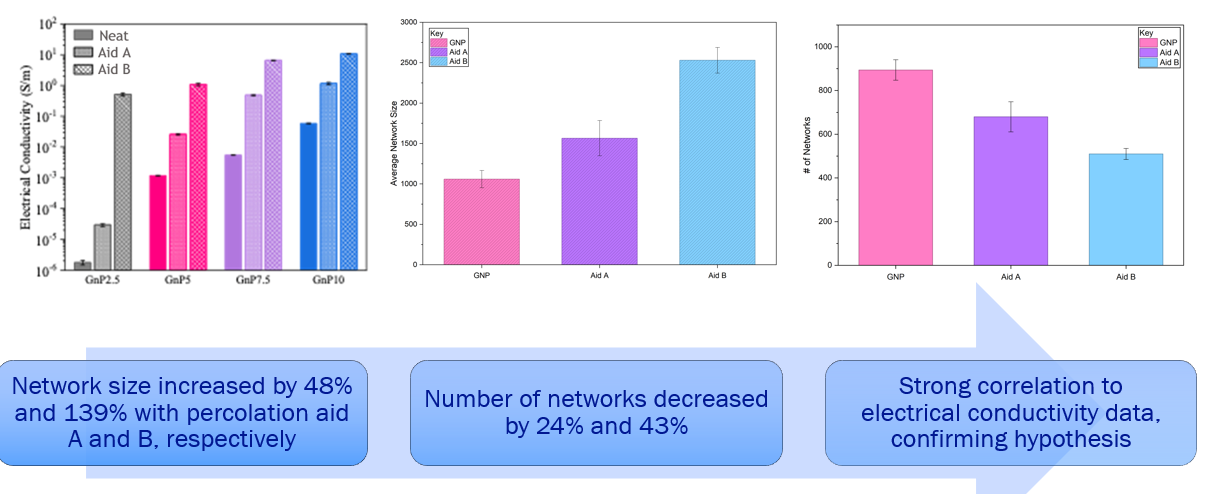 Electrical Conductivity (S/m)
10^2
10^1
10^0
10^-1
10^-2
10^-3
10^-4
10^-5
10^-6
Neat
Aid A
Aid B
GnP2.5
GnP5
GnP7.5
GnP10
Average Network Size
3000
2500
2000
1500
1000
500
0
Key
GNP
Aid A
Aid B
GNP
Aid A
Aid B
# of Networks
1000
800
600
400
200
0
Key
GNP
Aid A
Aid B
GNP
Aid A
Aid B
Network size increased by 48%
and 139% with percolation aid
A and B, respectively
Number of networks decreased
by 24% and 43%
Strong correlation to
electrical conductivity data,
confirming hypothesis